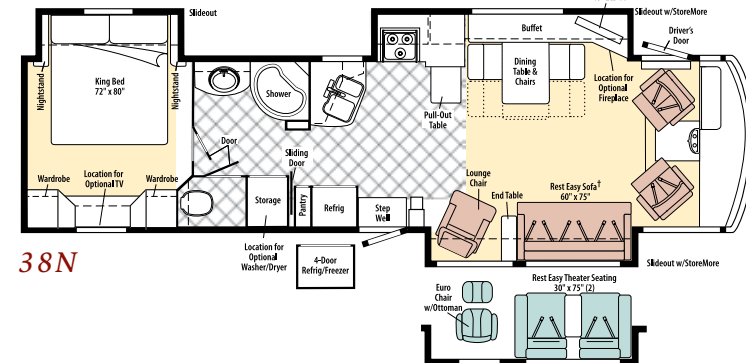 Slideout
Slideout w/StoreMore
Buffet
Driver's
Door
Nightstand
King Bed
72" x 80"
Nightstand
Shower
Dining
Table &
Chairs
Location for
Optional
Fireplace
Pull-Out
Table
Door
Sliding
Door
Wardrobe
Location for
Optional TV
Wardrobe
Lounge
Chair
End Table
Rest Easy Sofa†
60" x 75"
Storage
Pantry
Refrig
Step
Well
Location for
Optional
Washer/Dryer
4-Door
Refrig/Freezer
38N
Slideout w/StoreMore
Euro
Chair
w/Ottoman
Rest Easy Theater Seating
30" x 75" (2)